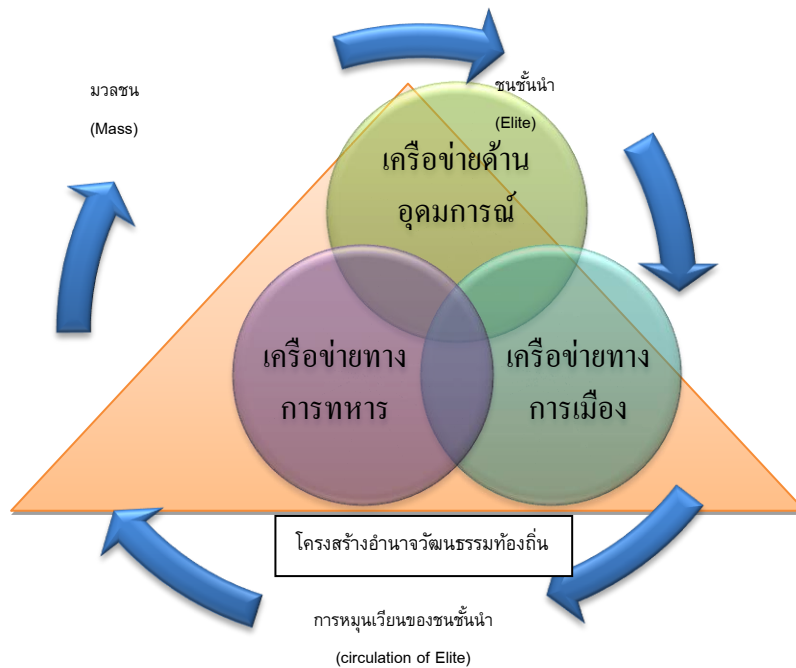 มวลชน
(Mass)
ชนชั้นนำ
(Elite)
เครือข่ายด้าน
อุดมการณ์
เครือข่ายทาง
การทหาร
เครือข่ายทาง
การเมือง
โครงสร้างอำนาจวัฒนธรรมท้องถิ่น
การหมุนเวียนของชนชั้นนำ
(circulation of Elite)